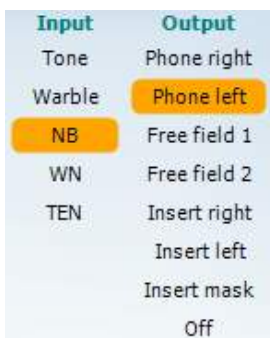 Input Output
Tone Phone right
Warble Phone left
NB Free field 1
WN Free field 2
TEN Insert right
Insert left
Insert mask
Off